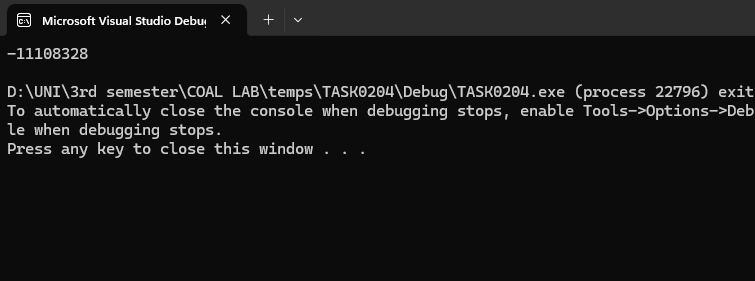 Microsoft Visual Studio Debu
-11108328
D:\UNI\3rd semester\COAL LAB\temps\TASK0204\Debug\TASK0204.exe (process 22796) exit
To automatically close the console when debugging stops, enable Tools->Options->Deb
le when debugging stops.
Press any key to close this window . . .